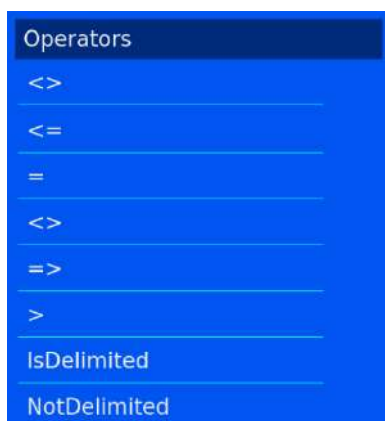 Operators
<>
<=
=
<>
=>
>
IsDelimited
NotDelimited